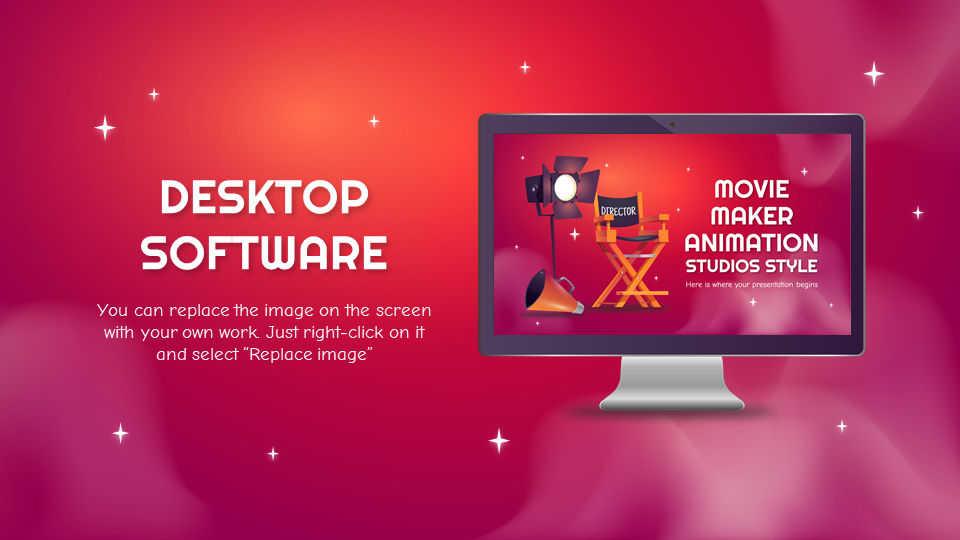 DESKTOP
SOFTWARE
You can replace the image on the screen
with your own work. Just right-click on it
and select “Replace image”
DIRECTOR
MOVIE
MAKER
ANIMATION
STUDIOS STYLE
Here is where your presentation begins